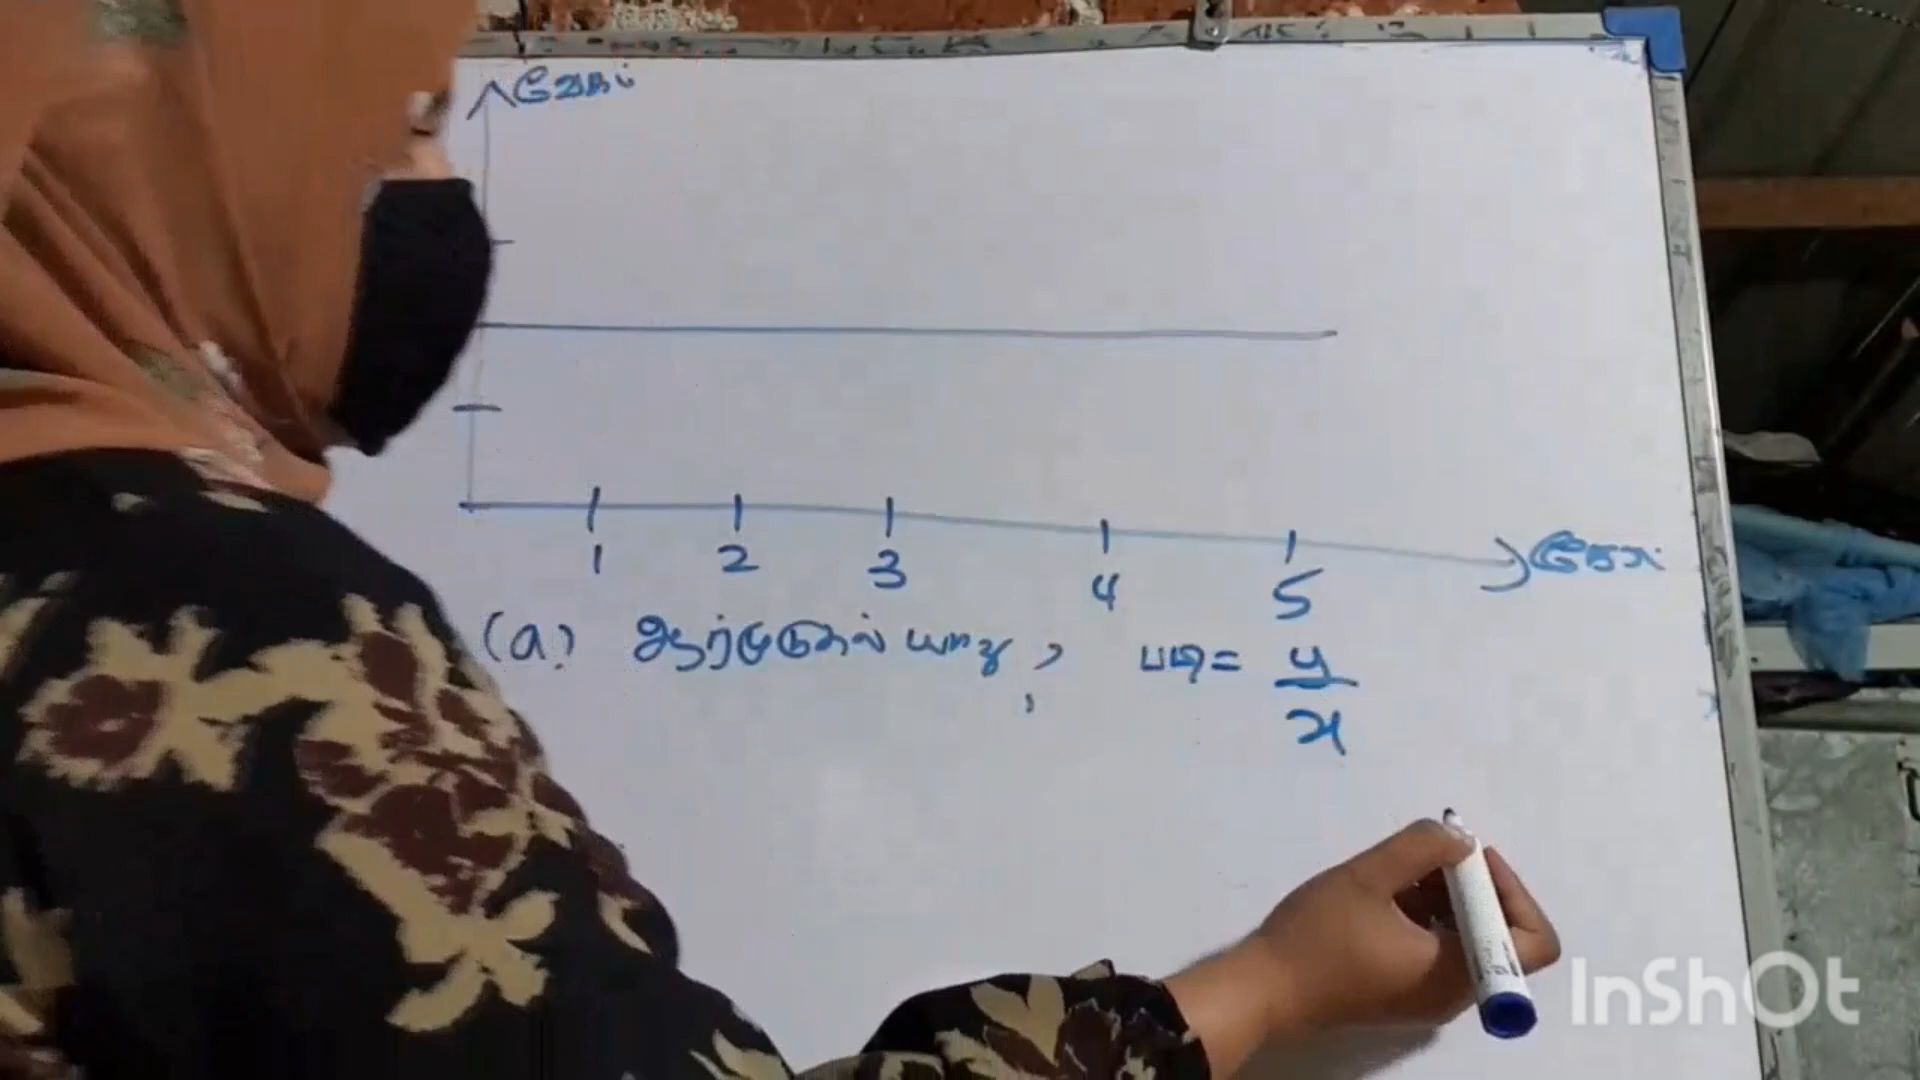 வேகம்
1 2 3 4 5 நேரம்
(a) ஆர்முடுகல் யாது, படி = y
x
InShOt